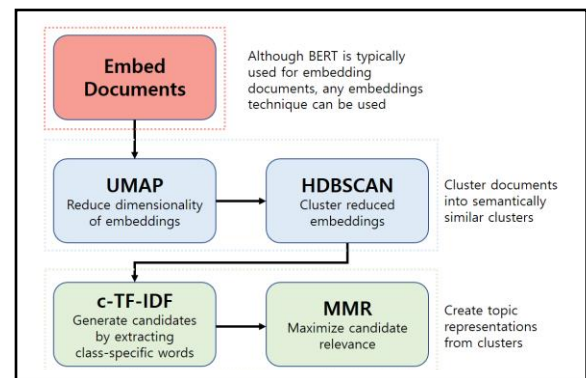 Embed
Documents
Although BERT is typically
used for embedding
documents, any embeddings
technique can be used
UMAP
Reduce dimensionality
of embeddings
HDBSCAN
Cluster reduced
embeddings
Cluster documents
into semantically
similar clusters
c-TF-IDF
Generate candidates
by extracting
class-specific words
MMR
Maximize candidate
relevance
Create topic
representations
from clusters